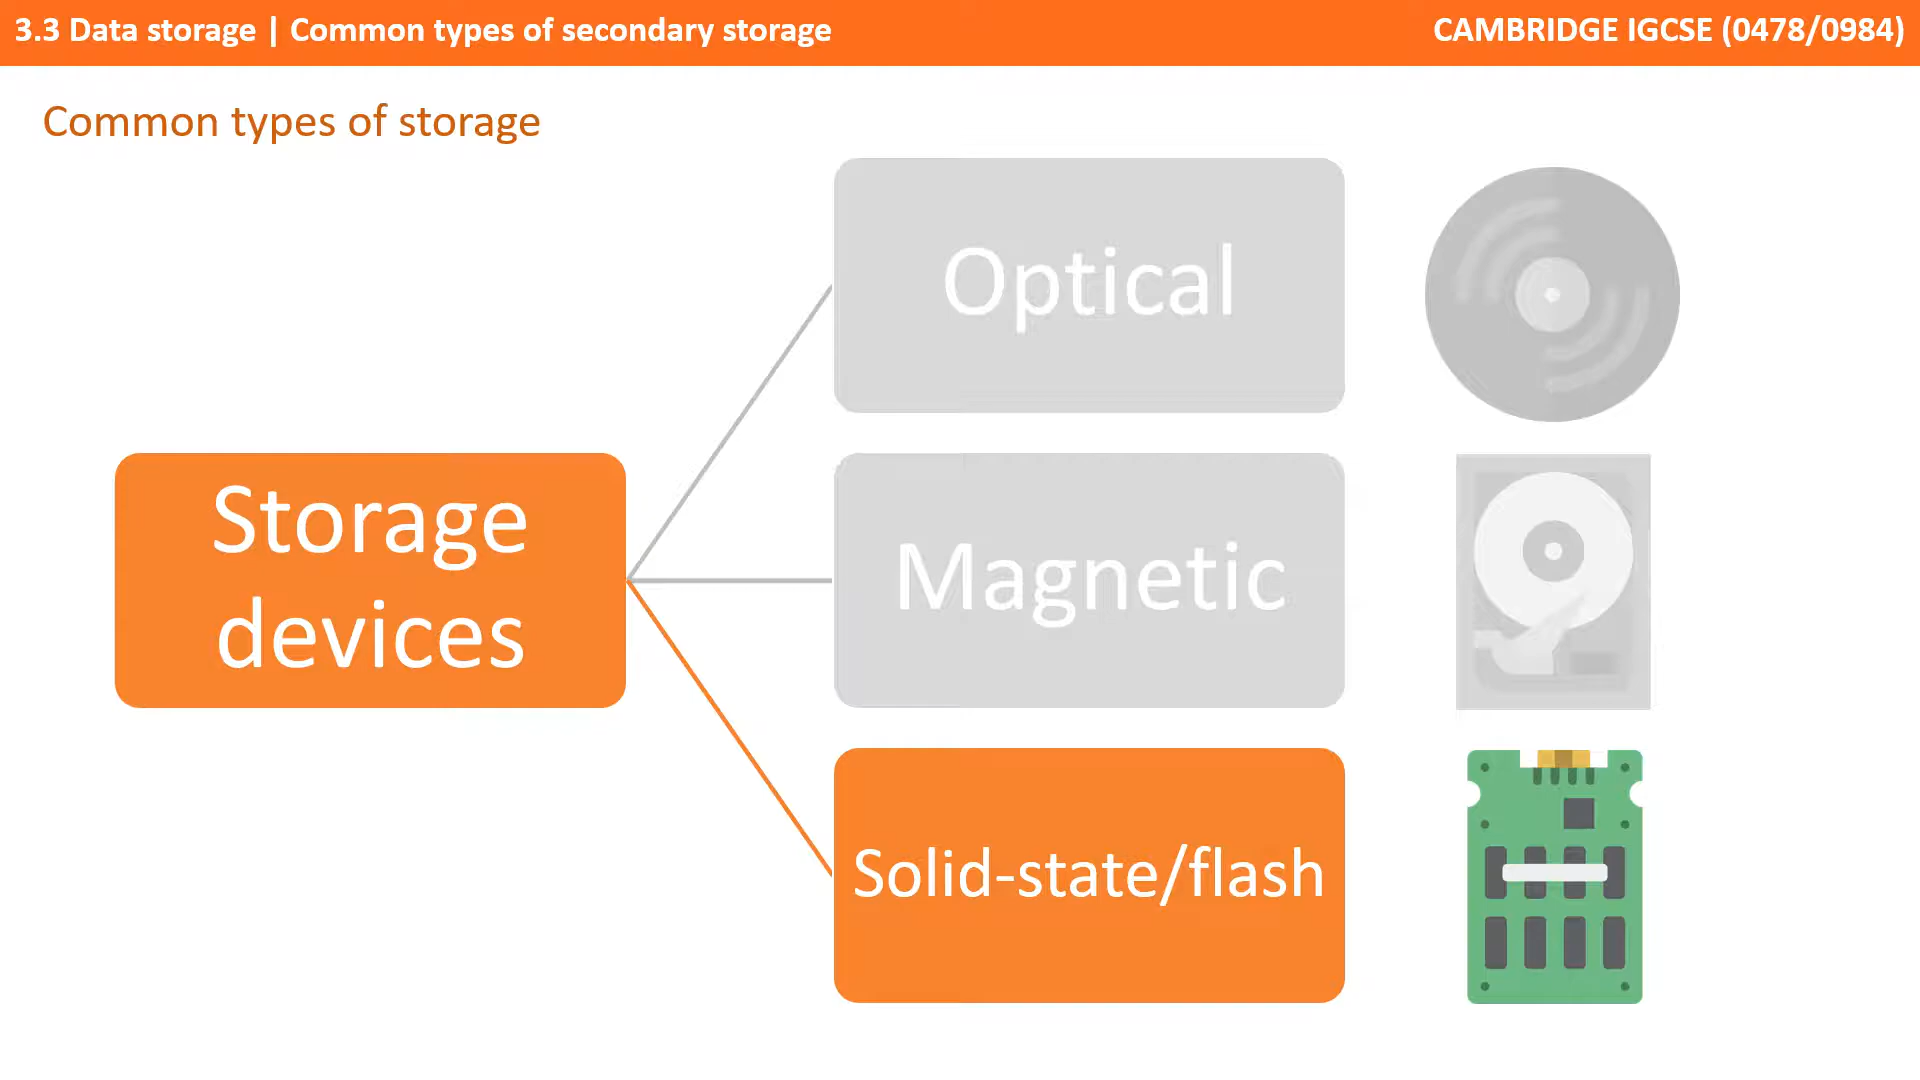 3.3 Data storage | Common types of secondary storage
CAMBRIDGE IGCSE (0478/0984)
Common types of storage
Optical
Storage
devices
Magnetic
Solid-state/flash